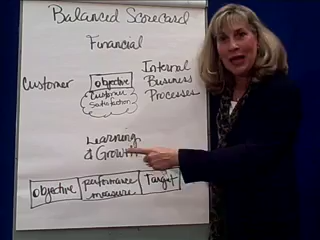 Balanced Scorecard
Financial
Customer
objective
Customer
Satisfaction
Internal
Business
Processes
Learning
& Growth
objective
performance
measure
Target